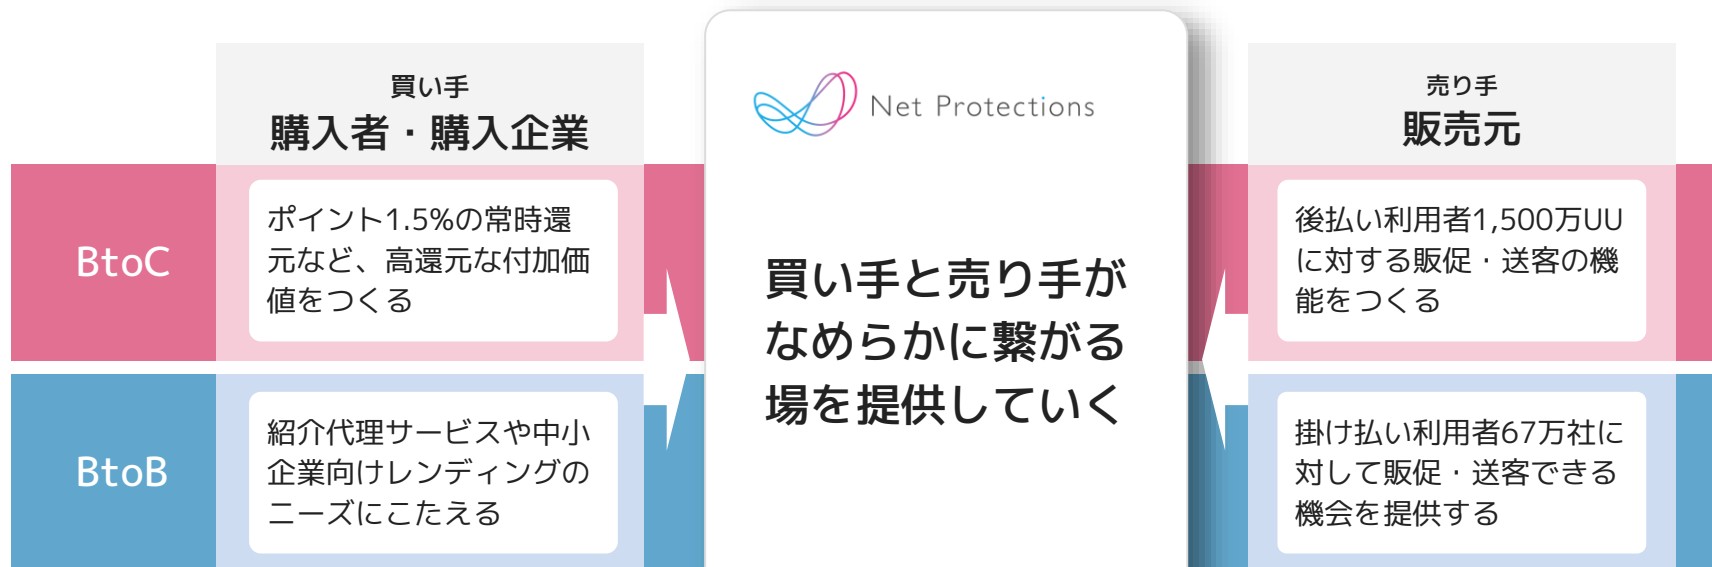 買い手
購入者・購入企業
Net Protections
売り手
販売元
BtoC
ポイント1.5%の常時還
元など、高還元な付加価
値をつくる
買い手と売り手が
なめらかに繋がる
場を提供していく
後払い利用者1,500万UU
に対する販促・送客の機
能をつくる
BtoB
紹介代理サービスや中小
企業向けレンディングの
ニーズにこたえる
掛け払い利用者67万社に
対して販促・送客できる
機会を提供する